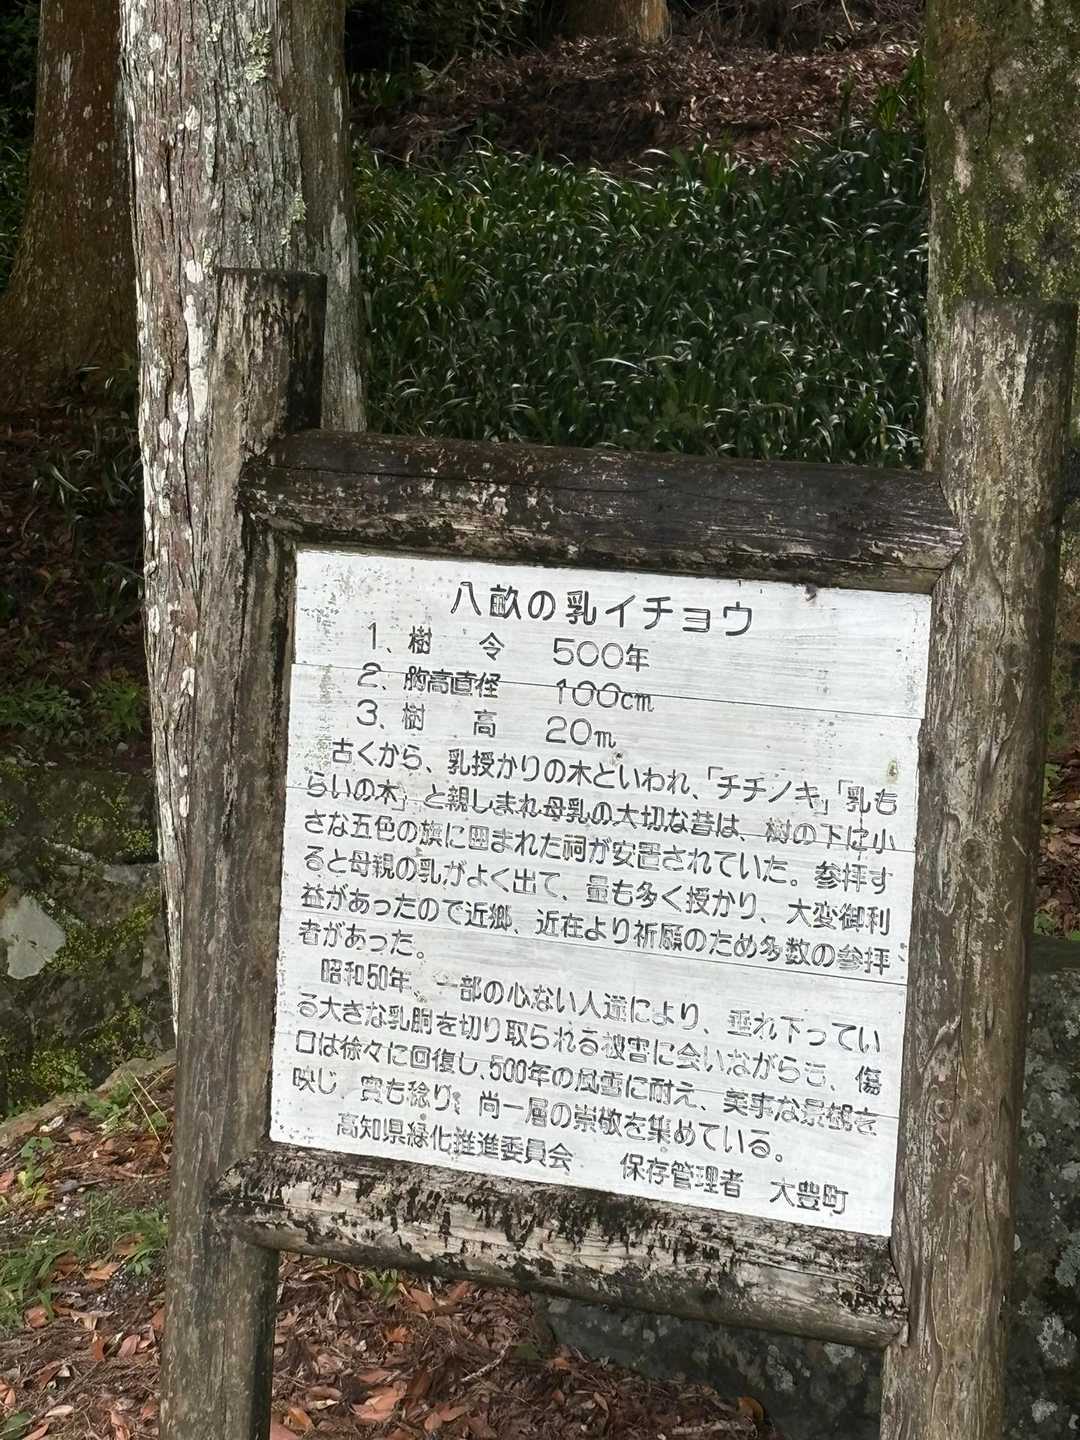 八畝の乳イチョウ
1、樹 令 500年
2、胸高直径 100cm
3、樹 高 20m
古くから、乳授かりの木といわれ、「チチノキ」「乳も
らいの木」と親しまれ母乳の大切な昔は、樹の下に小
さな五色の旗に囲まれた祠が安置されていた。参拝す
ると母親の乳がよく出て、量も多く授かり、大変御利
益があったので近郷、近在より祈願のため多数の参拝
者があった。
昭和50年、一部の心ない人達により、垂れ下ってい
る大きな乳胴を切り取られる被害に会いながらも、傷
口は徐々に回復し、500年の風雪に耐え、美事な景観を
映じ 実も稔り、尚一層の崇敬を集めている。
高知県緑化推進委員会 保存管理者 大豊町